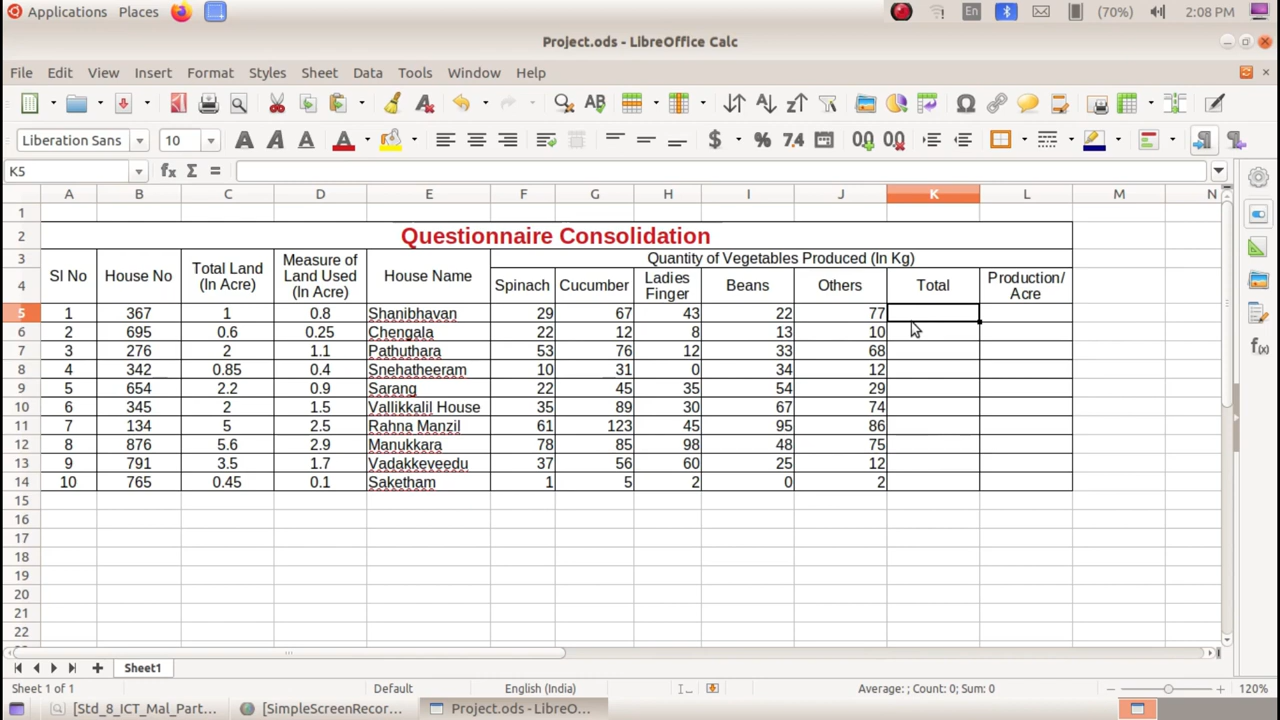 Applications Places En (70%) 2:08 PM
Project.ods - LibreOffice Calc
File Edit View Insert Format Styles Sheet Data Tools Window Help
Liberation Sans 10
K5
A B C D E F G H I J K L M N
1
2 Questionnaire Consolidation
3 Sl No House No Total Land (In Acre) Measure of Land Used (In Acre) House Name Quantity of Vegetables Produced (In Kg)
4 Spinach Cucumber Ladies Finger Beans Others Total Production/ Acre
5 1 367 1 0.8 Shanibhavan 29 67 43 22 77
6 2 695 0.6 0.25 Chengala 22 12 8 13 10
7 3 276 2 1.1 Pathuthara 53 76 12 33 68
8 4 342 0.85 0.4 Snehatheeram 10 31 0 34 12
9 5 654 2.2 0.9 Sarang 22 45 35 54 29
10 6 345 2 1.5 Vallikkalil House 35 89 30 67 74
11 7 134 5 2.5 Rahna Manzil 61 123 45 95 86
12 8 876 5.6 2.9 Manukkara 78 85 98 48 75
13 9 791 3.5 1.7 Vadakkeveedu 37 56 60 25 12
14 10 765 0.45 0.1 Saketham 1 5 2 0 2
15
16
17
18
19
20
21
22
Sheet1
Sheet 1 of 1 Default English (India) Average: ; Count: 0; Sum: 0 120%
[Std_8_ICT_Mal_Part... [SimpleScreenRecor... Project.ods - LibreO...